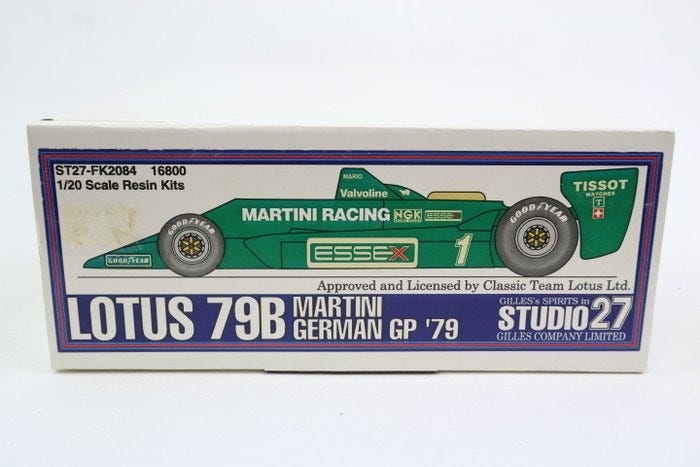 ST27-FK2084 16800
1/20 Scale Resin Kits
MARIO
Valvoline
MARTINI RACING NGK ESSEX
GOODYEAR
GOODYEAR
GOODYEAR
ESSEX
1
TISSOT
WATCHES
T
Approved and Licensed by Classic Team Lotus Ltd.
LOTUS 79B MARTINI
GERMAN GP '79
GILLES's SPIRITS in
STUDIO27
GILLES COMPANY LIMITED